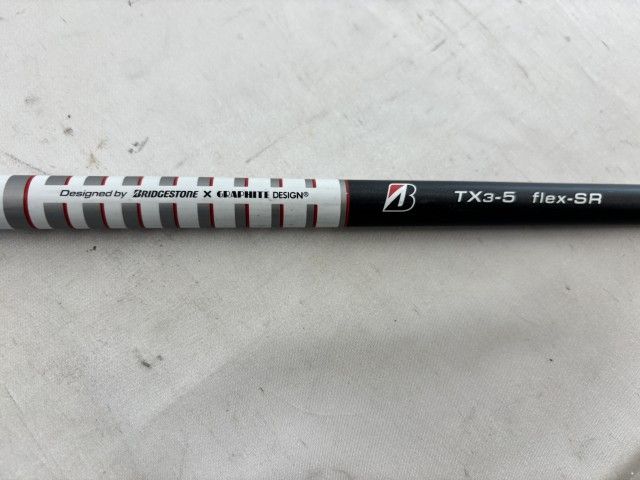 Designed by BRIDGESTONE X GRAPHITE DESIGN®
B TX3-5 flex-SR